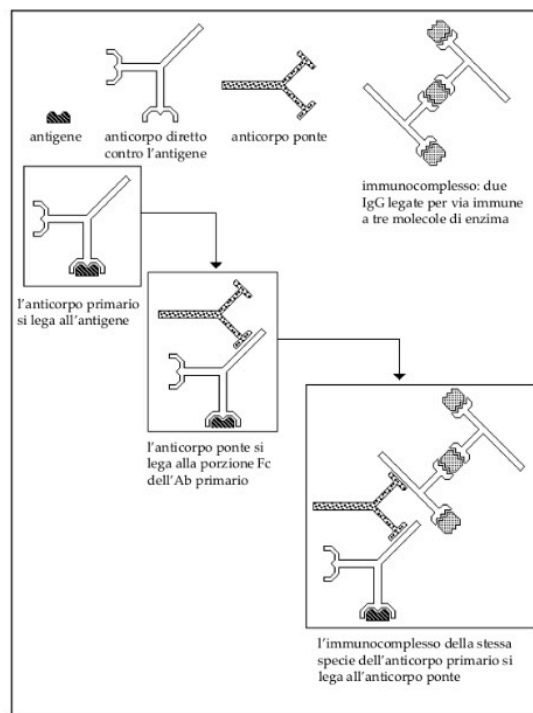 antigene
anticorpo diretto
contro l'antigene
anticorpo ponte
immunocomplesso: due
IgG legate per via immune
a tre molecole di enzima
l'anticorpo primario
si lega all'antigene
l'anticorpo ponte si
lega alla porzione Fc
dell'Ab primario
l'immunocomplesso della stessa
specie dell'anticorpo primario si
lega all'anticorpo ponte